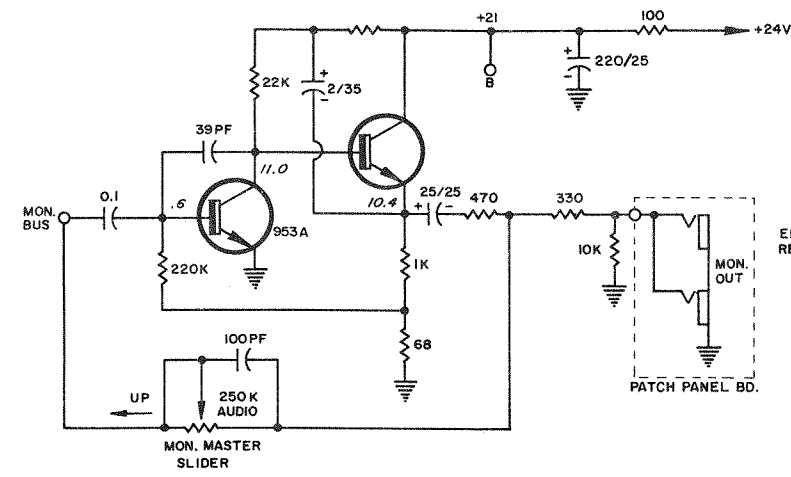 +21
100
+24V
B
220/25
22K
2/35
39PF
11.0
.6
10.4
0.1
MON.
BUS
953A
25/25
470
330
10K
220K
1K
68
MON.
OUT
PATCH PANEL BD.
100PF
UP
250K
AUDIO
MON. MASTER
SLIDER